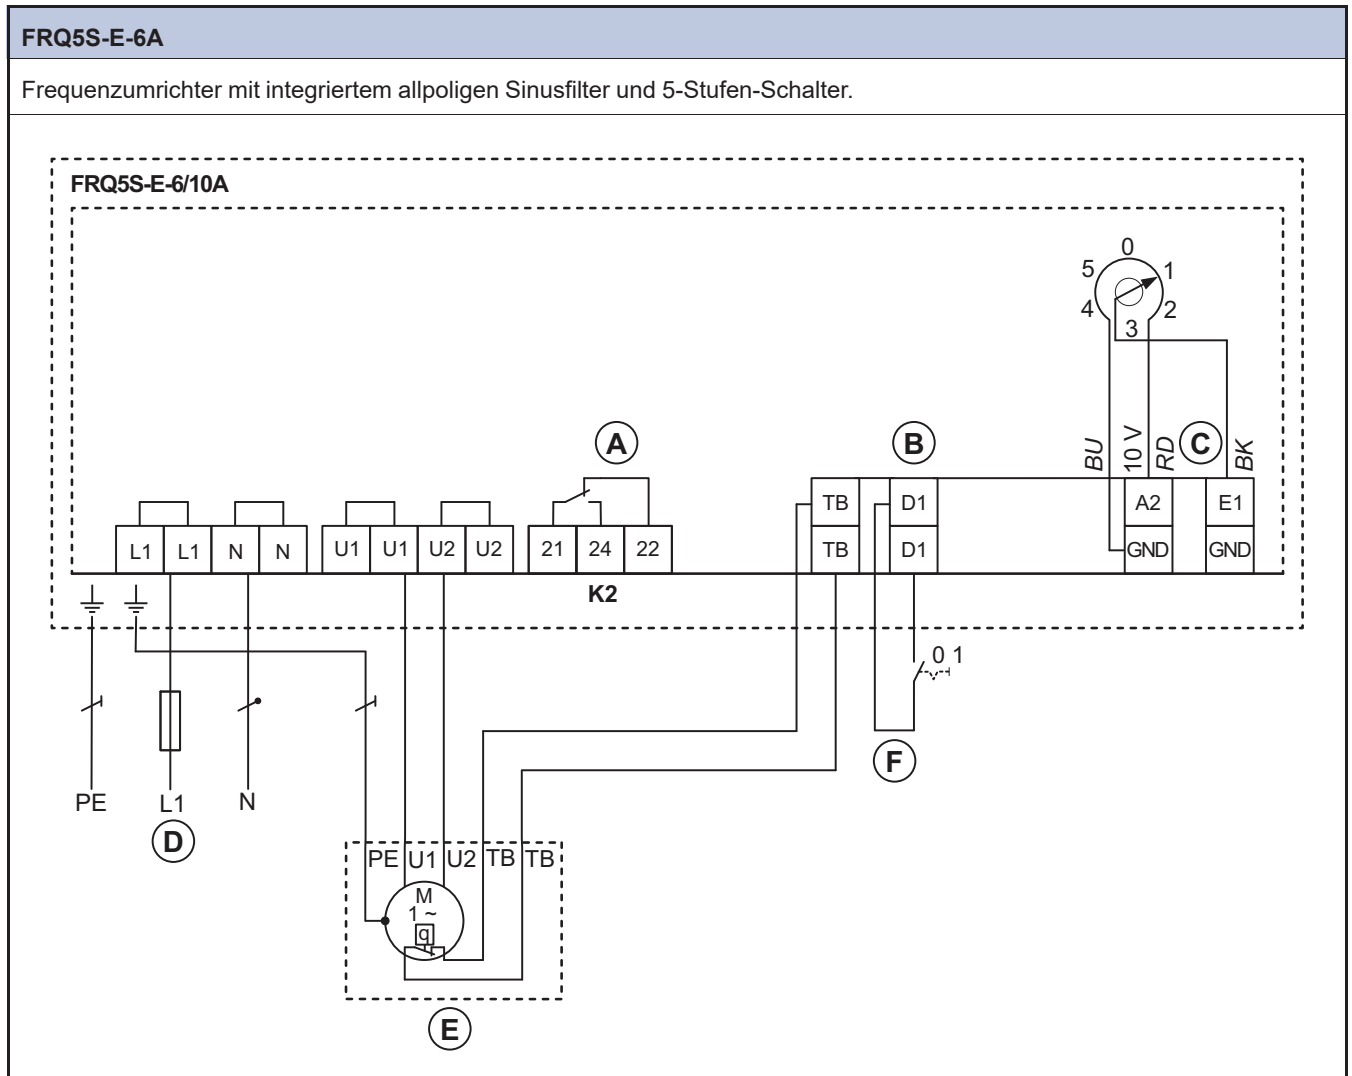 FRQ5S-E-6A
Frequenzumrichter mit integriertem allpoligen Sinusfilter und 5-Stufen-Schalter.
FRQ5S-E-6/10A
0
5 1
4 2
3
A B BU 10 V RD C BK
TB D1 A2 E1
L1 L1 N N U1 U1 U2 U2 21 24 22 TB D1 GND GND
K2
0 1
F
PE L1 N
D
PE U1 U2 TB TB
M
1 ~
q
E